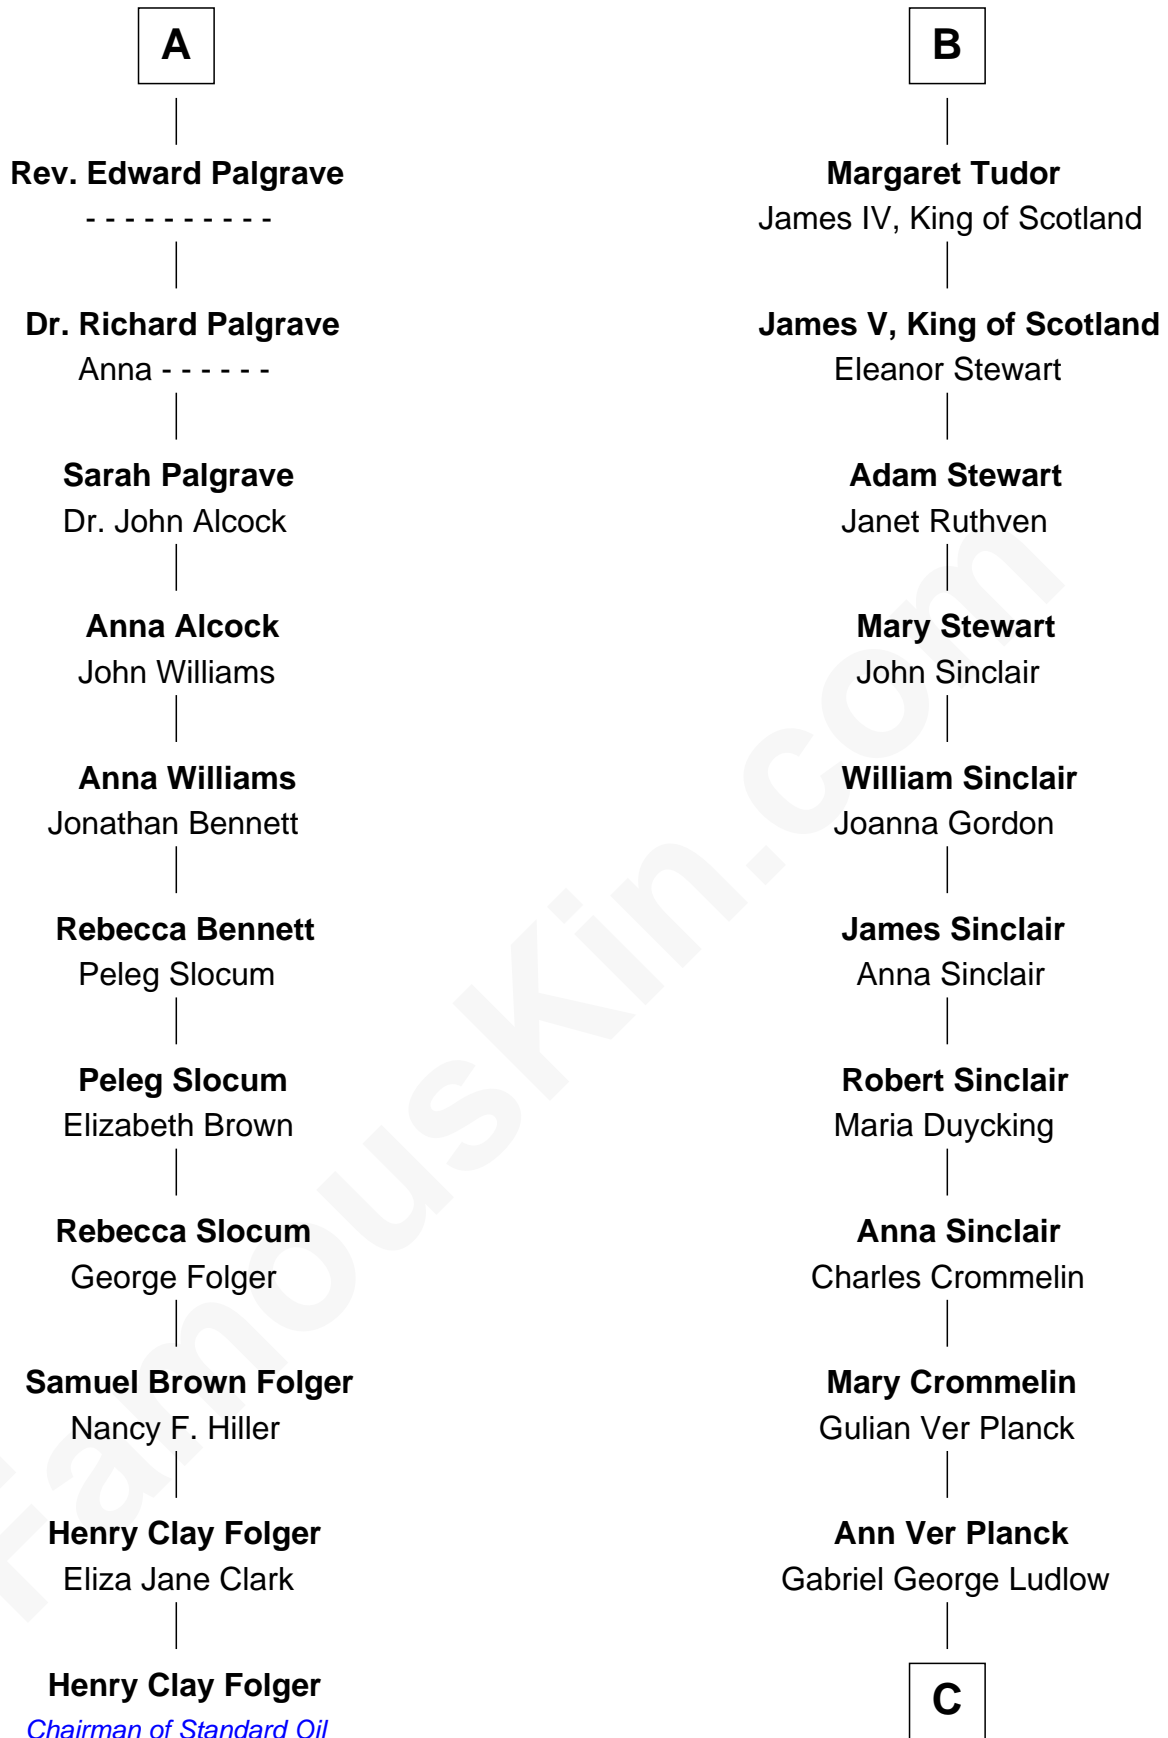 A
Rev. Edward Palgrave
- - - - - - - - - -
Dr. Richard Palgrave
Anna - - - - - -
Sarah Palgrave
Dr. John Alcock
Anna Alcock
John Williams
Anna Williams
Jonathan Bennett
Rebecca Bennett
Peleg Slocum
Peleg Slocum
Elizabeth Brown
Rebecca Slocum
George Folger
Samuel Brown Folger
Nancy F. Hiller
Henry Clay Folger
Eliza Jane Clark
Henry Clay Folger
Chairman of Standard Oil
B
Margaret Tudor
James IV, King of Scotland
James V, King of Scotland
Eleanor Stewart
Adam Stewart
Janet Ruthven
Mary Stewart
John Sinclair
William Sinclair
Joanna Gordon
James Sinclair
Anna Sinclair
Robert Sinclair
Maria Duycking
Anna Sinclair
Charles Crommelin
Mary Crommelin
Gulian Ver Planck
Ann Ver Planck
Gabriel George Ludlow
C
FamousKin.com